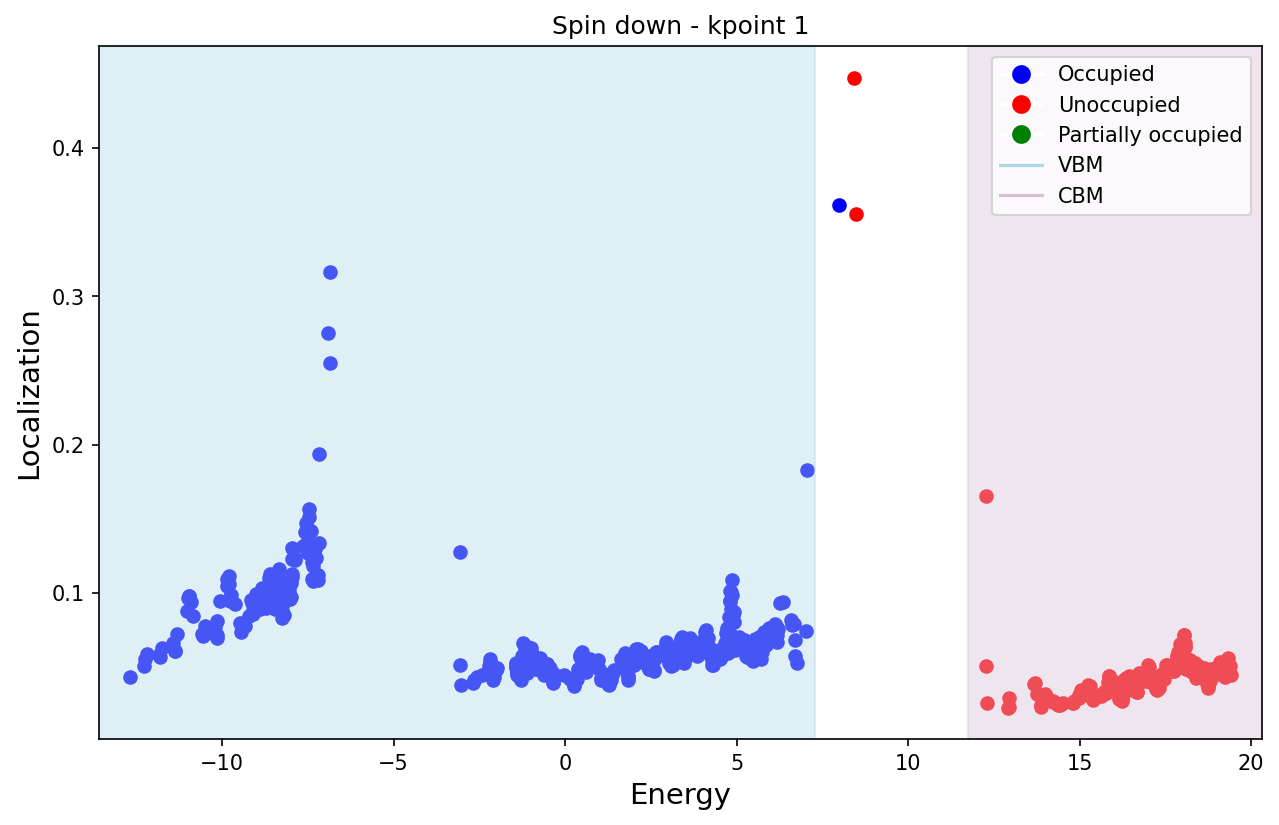 Spin down - kpoint 1
Localization
0.4
0.3
0.2
0.1
Occupied
Unoccupied
Partially occupied
VBM
CBM
−10
−5
0
5
10
15
20
Energy